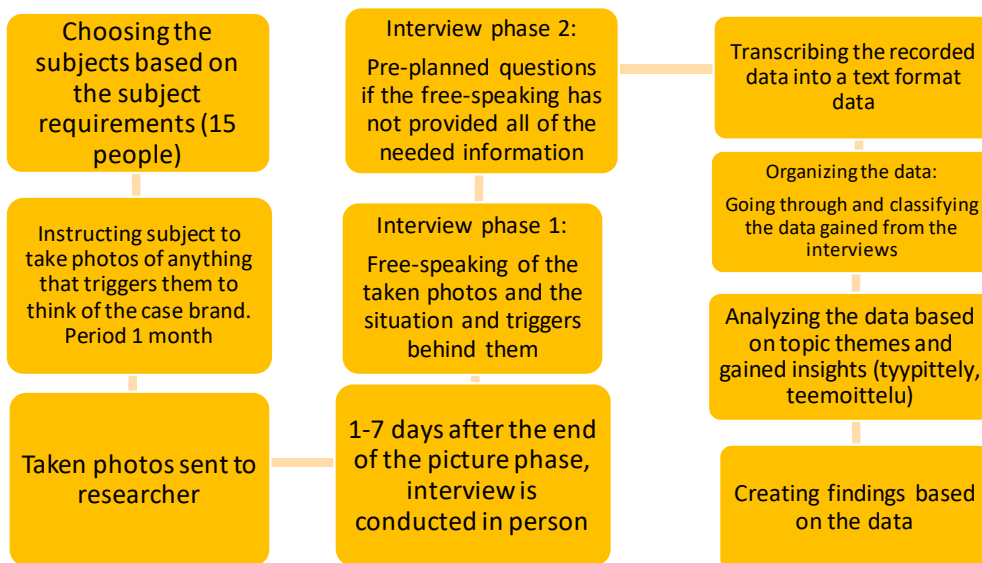 Choosing the
subjects based on
the subject
requirements (15
people)
Instructing subject to
take photos of anything
that triggers them to
think of the case brand.
Period 1 month
Taken photos sent to
researcher
1-7 days after the end
of the picture phase,
interview is
conducted in person
Interview phase 1:
Free-speaking of the
taken photos and the
situation and triggers
behind them
Interview phase 2:
Pre-planned questions
if the free-speaking has
not provided all of the
needed information
Transcribing the recorded
data into a text format
data
Organizing the data:
Going through and classifying
the data gained from the
interviews
Analyzing the data based
on topic themes and
gained insights (tyypittely,
teemoittelu)
Creating findings based
on the data